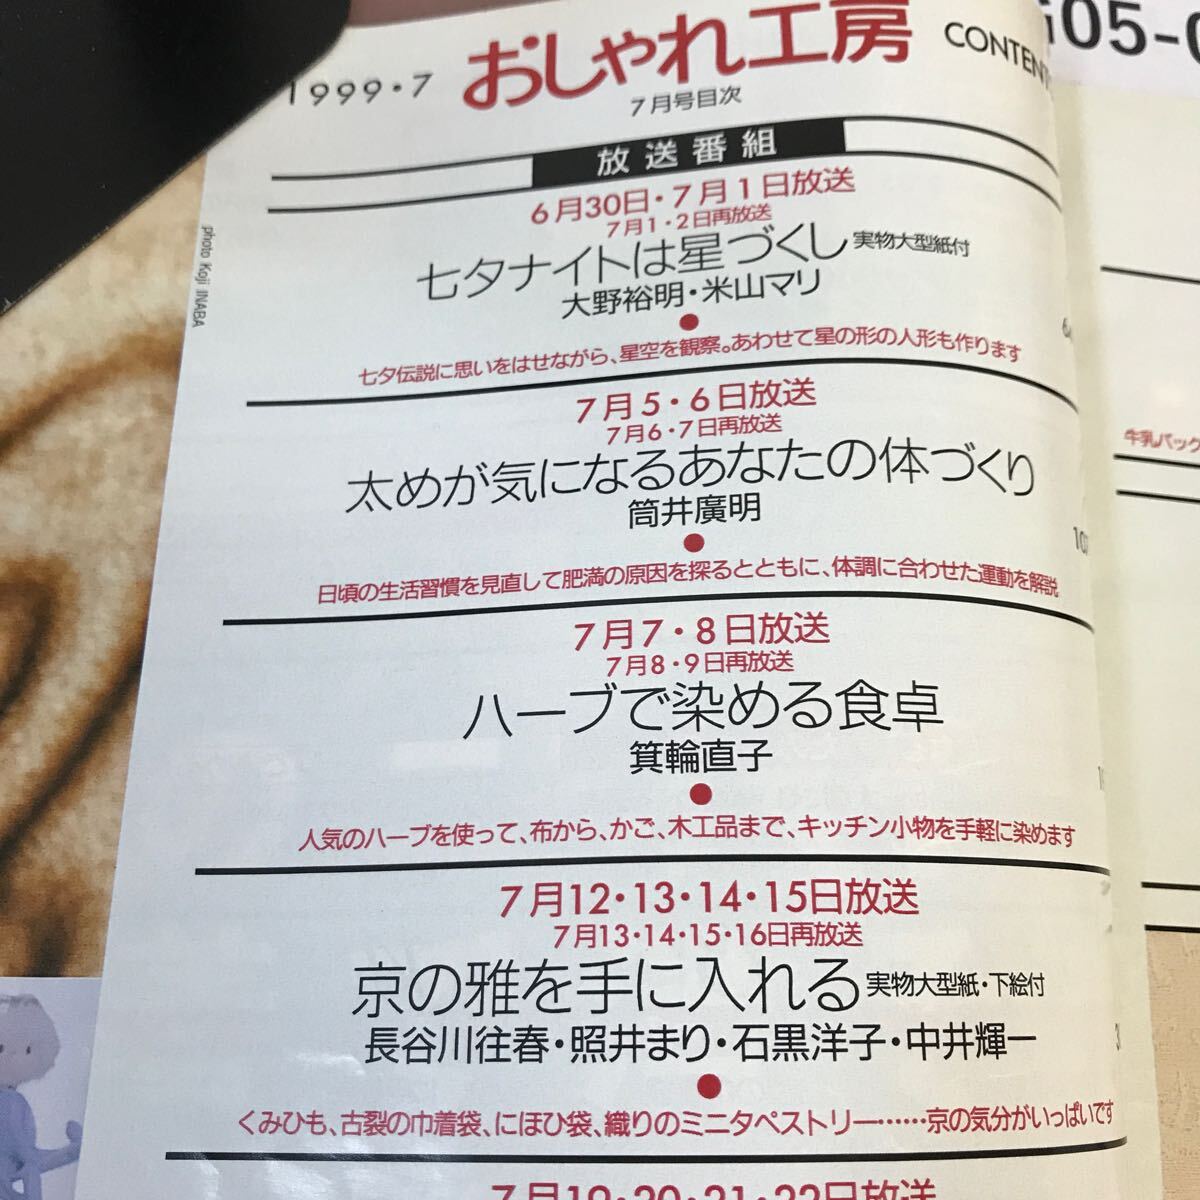 1999・7
おしゃれ工房
7月号目次
放送番組
6月30日・7月1日放送
7月1・2日再放送
七夕ナイトは星づくし 実物大型紙付
大野裕明・米山マリ
七夕伝説に思いをはせながら、星空を観察。あわせて星の形の人形も作ります
7月5・6日放送
7月6・7日再放送
太めが気になるあなたの体づくり
筒井廣明
日頃の生活習慣を見直して肥満の原因を探るとともに、体調に合わせた運動を解説
7月7・8日放送
7月8・9日再放送
ハーブで染める食卓
箕輪直子
人気のハーブを使って、布から、かご、木工品まで、キッチン小物を手軽に染めます
7月12・13・14・15日放送
7月13・14・15・16日再放送
京の雅を手に入れる 実物大型紙・下絵付
長谷川往春・照井まり・石黒洋子・中井輝一
くみひも、古裂の巾着袋、にほひ袋、織りのミニタペストリー……京の気分がいっぱいです
7月19・20・21・22日放送
photo Koji INABA
牛乳パック